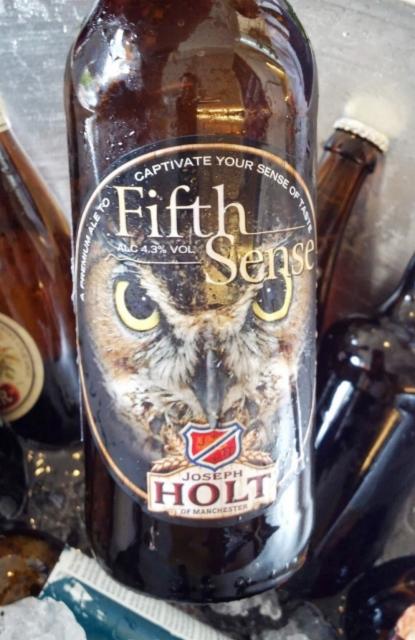 A PREMIUM ALE TO CAPTIVATE YOUR SENSE OF TASTE
Fifth
ALC 4.3% VOL
Sense
JOSEPH
HOLT
OF MANCHESTER